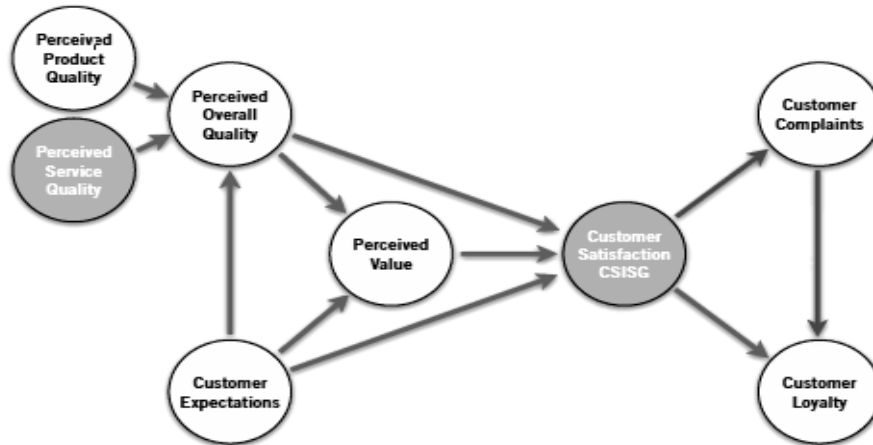 Perceived
Product
Quality
Perceived
Overall
Quality
Perceived
Service
Quality
Customer
Complaints
Perceived
Value
Customer
Satisfaction
CSISG
Customer
Expectations
Customer
Loyalty